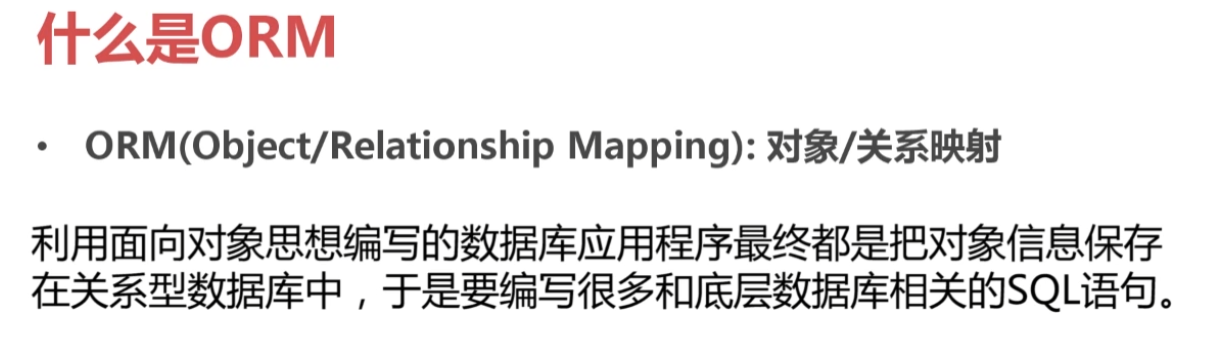 什么是ORM
• ORM(Object/Relationship Mapping): 对象/关系映射
利用面向对象思想编写的数据库应用程序最终都是把对象信息保存
在关系型数据库中，于是要编写很多和底层数据库相关的SQL语句。